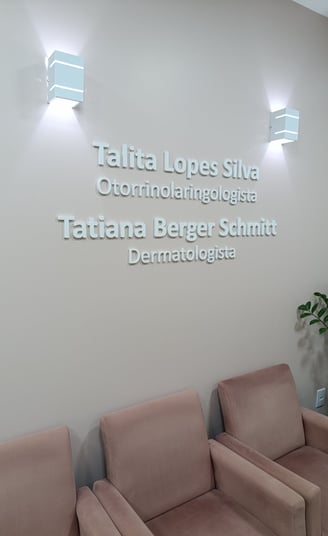 Talita Lopes Silva
Otorrinolaringologista
Tatiana Berger Schmitt
Dermatologista